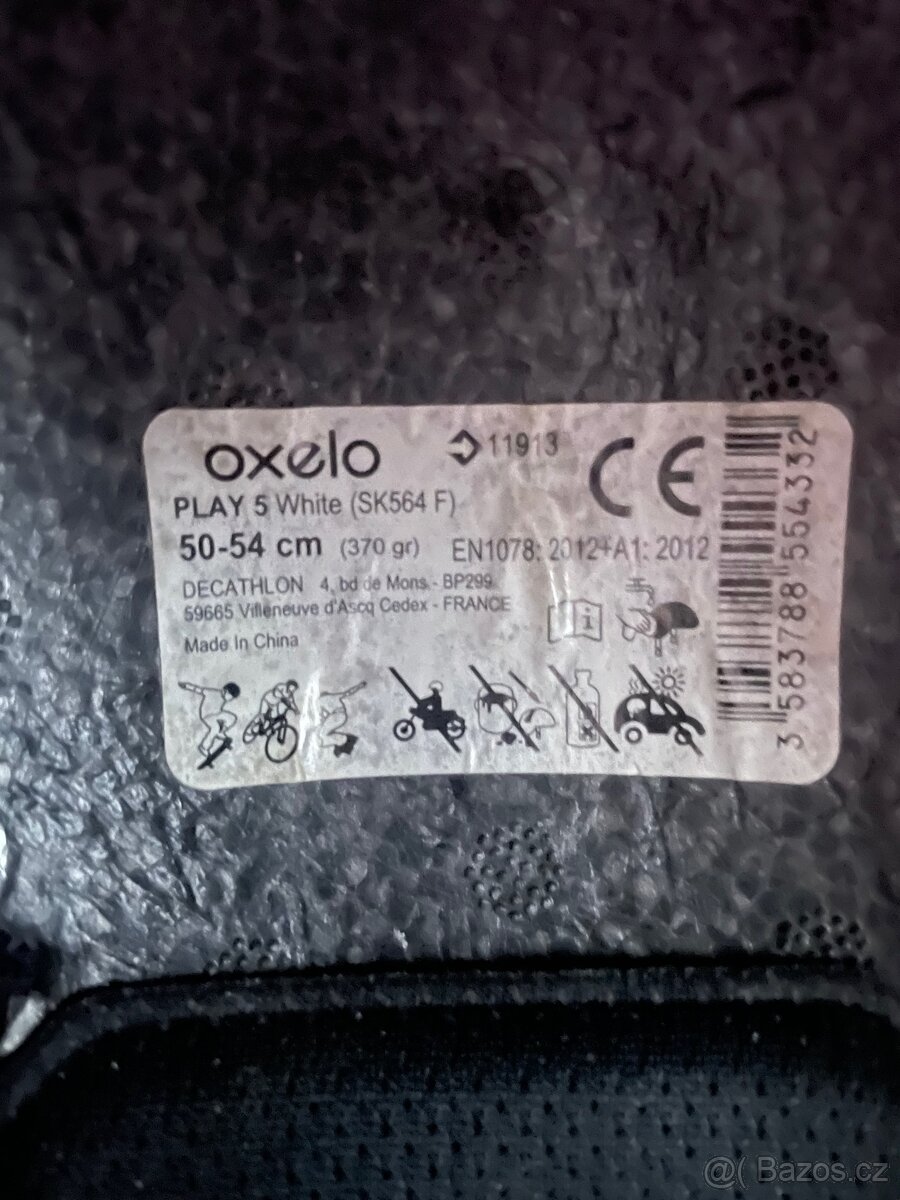 oxelo
11913
CE
PLAY 5 White (SK564 F)
50-54 cm (370 gr) EN1078: 2012+A1: 2012
DECATHLON 4, bd de Mons - BP299
59665 Villeneuve d'Ascq Cedex - FRANCE
Made In China
3 583788 554332
@( Bazos.cz